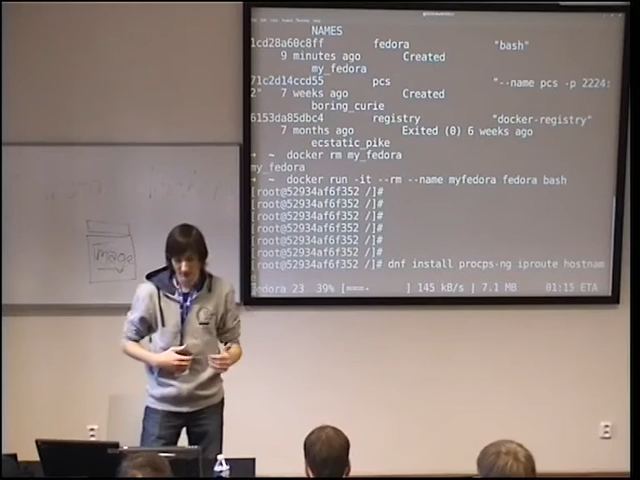 NAMES
1cd28a60c8ff fedora "bash"
9 minutes ago Created
my_fedora
71c2d14ccd55 pcs "--name pcs -p 2224:
2" 7 weeks ago Created
boring_curie
6153da85dbc4 registry "docker-registry"
7 months ago Exited (0) 6 weeks ago
ecstatic_pike
~ docker rm my_fedora
my_fedora
~ docker run -it --rm --name myfedora fedora bash
[root@52934af6f352 /]#
[root@52934af6f352 /]#
[root@52934af6f352 /]#
[root@52934af6f352 /]#
[root@52934af6f352 /]#
[root@52934af6f352 /]#
[root@52934af6f352 /]# dnf install procps-ng iproute hostnam
edora 23 39% [===- ] 145 kB/s | 7.1 MB 01:15 ETA
image